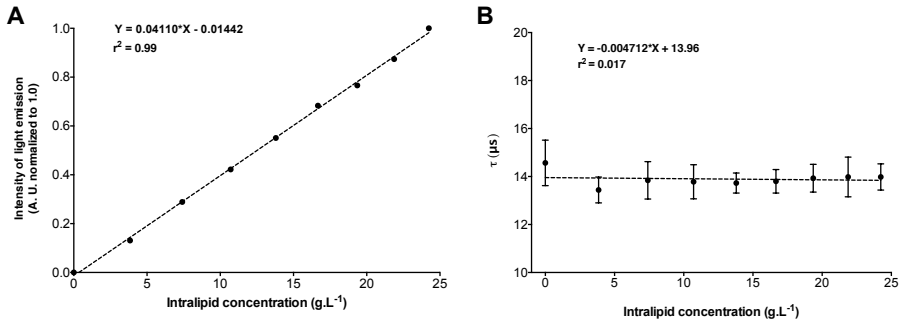 A
Y = 0.04110*X - 0.01442
r² = 0.99
Intensity of light emission
(A. U. normalized to 1.0)
1.0
0.8
0.6
0.4
0.2
0.0
0 5 10 15 20 25
Intralipid concentration (g.L⁻¹)
B
Y = -0.004712*X + 13.96
r² = 0.017
τ (μs)
20
18
16
14
12
10
0 5 10 15 20 25
Intralipid concentration (g.L⁻¹)